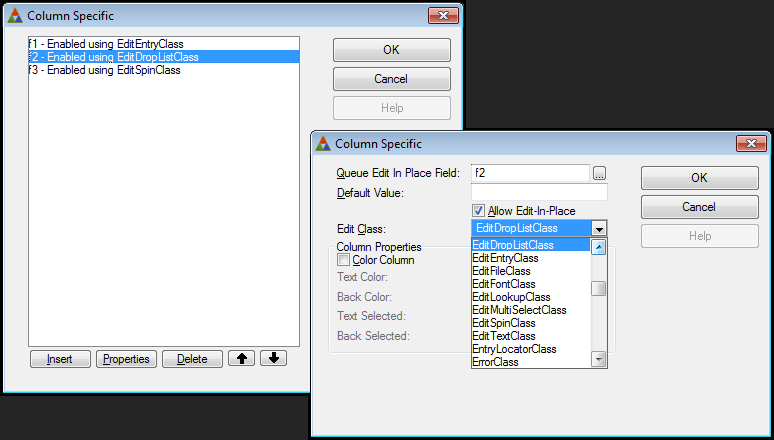 Column Specific
f1 - Enabled using EditEntryClass
f2 - Enabled using EditDropListClass
f3 - Enabled using EditSpinClass
OK
Cancel
Help
Insert
Properties
Delete
Column Specific
Queue Edit In Place Field:
f2
...
Default Value:
Allow Edit-In-Place
Edit Class:
EditDropListClass
EditDropListClass
EditEntryClass
EditFileClass
EditFontClass
EditLookupClass
EditMultiSelectClass
EditSpinClass
EditTextClass
EntryLocatorClass
ErrorClass
Column Properties
Color Column
Text Color:
Back Color:
Text Selected:
Back Selected:
OK
Cancel
Help